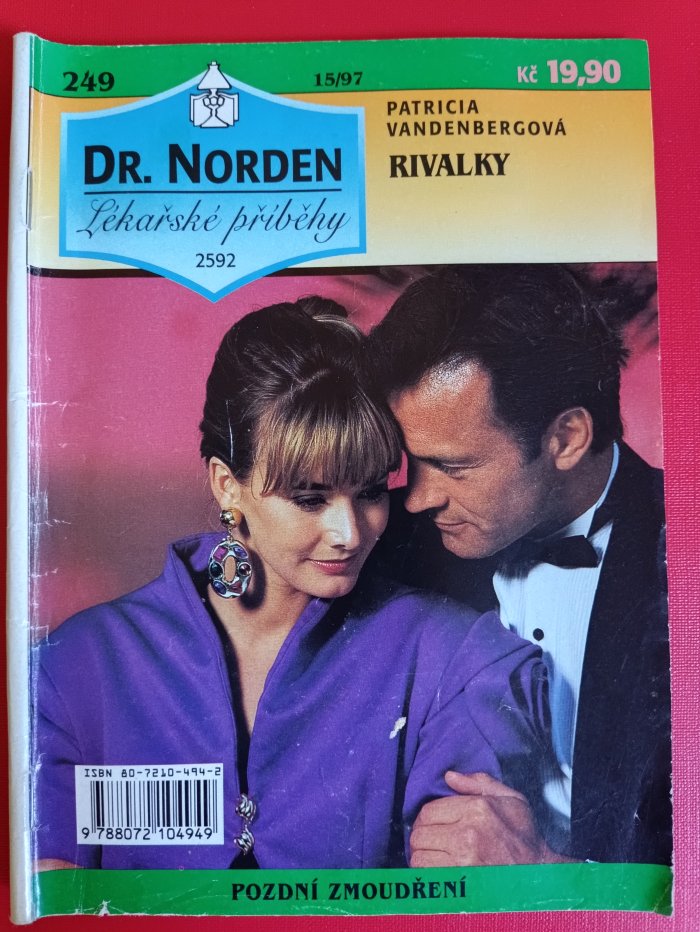 249
15/97
Kč 19,90
DR. NORDEN
Lékařské příběhy
2592
PATRICIA
VANDENBERGOVÁ
RIVALKY
ISBN 80-7210-494-2
9 788072 104949
POZDNÍ ZMOUDŘENÍ